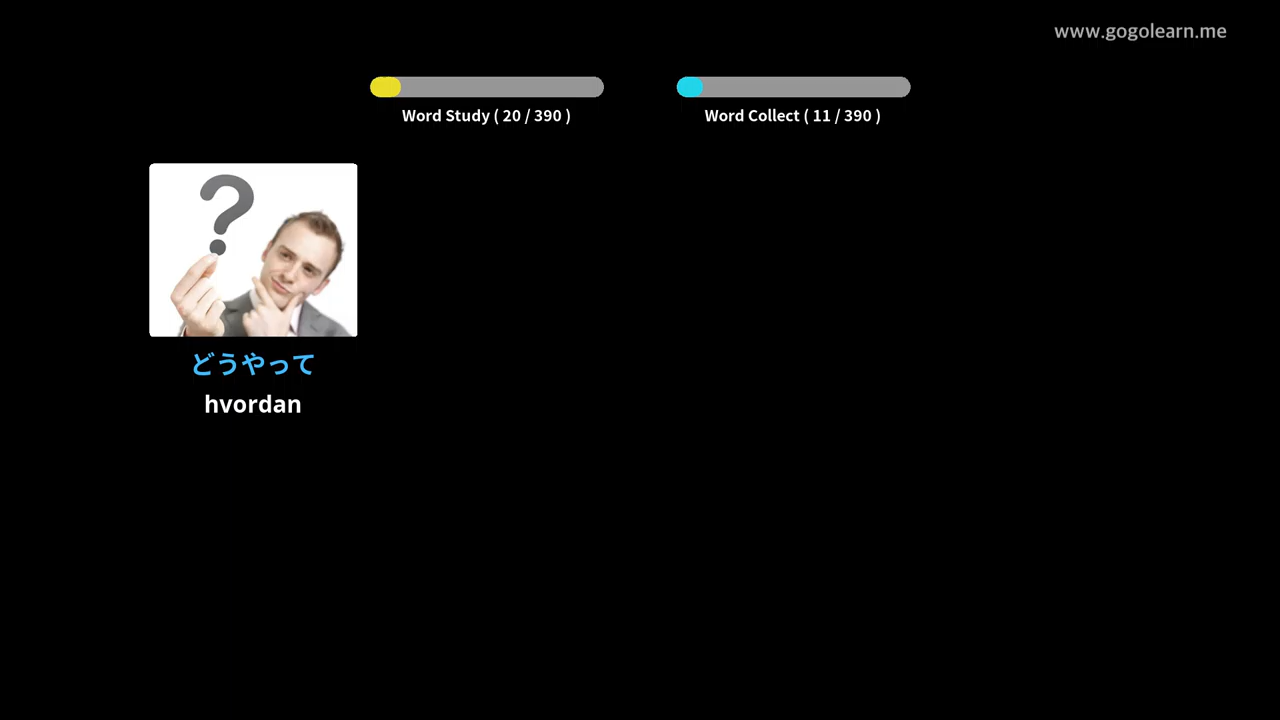 www.gogolearn.me
Word Study ( 20 / 390 )
Word Collect ( 11 / 390 )
?
どうやって
hvordan